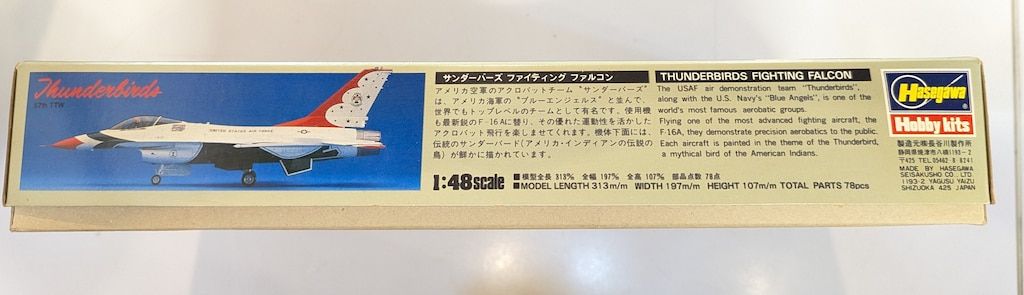 Thunderbirds
57th TTW
UNITED STATES AIR FORCE
サンダーバーズ ファイティング ファルコン
アメリカ空軍のアクロバットチーム〝サンダーバーズ〞
は、アメリカ海軍の〝ブルーエンジェルス〞と並んで、世
界でもトップレベルのチームとして有名です。使用機
も最新鋭のF-16Aに替り、その優れた運動性を活かした
アクロバット飛行を楽しませてくれます。機体下面には、
伝統のサンダーバード(アメリカ・インディアンの伝説の
鳥)が鮮かに描かれています。
THUNDERBIRDS FIGHTING FALCON
The USAF air demonstration team "Thunderbirds",
along with the U.S. Navy's "Blue Angels", is one of the
world's most famous aerobatic groups.
Flying one of the most advanced fighting aircraft, the
F-16A, they demonstrate precision aerobatics to the public.
Each aircraft is painted in the theme of the Thunderbird,
a mythical bird of the American Indians.
1:48scale
■模型全長 313% 全幅 197% 全高 107% 部品点数 78点
■MODEL LENGTH 313m/m WIDTH 197m/m HEIGHT 107m/m TOTAL PARTS 78pcs
Hasegawa
Hobby kits
製造元㈱長谷川製作所
静岡県焼津市八楠1193-2
〒425 TEL.05462 8 8241
MADE BY HASEGAWA
SEISAKUSHO CO., LTD.
1193-2 YAGUSU YAIZU
SHIZUOKA 425 JAPAN